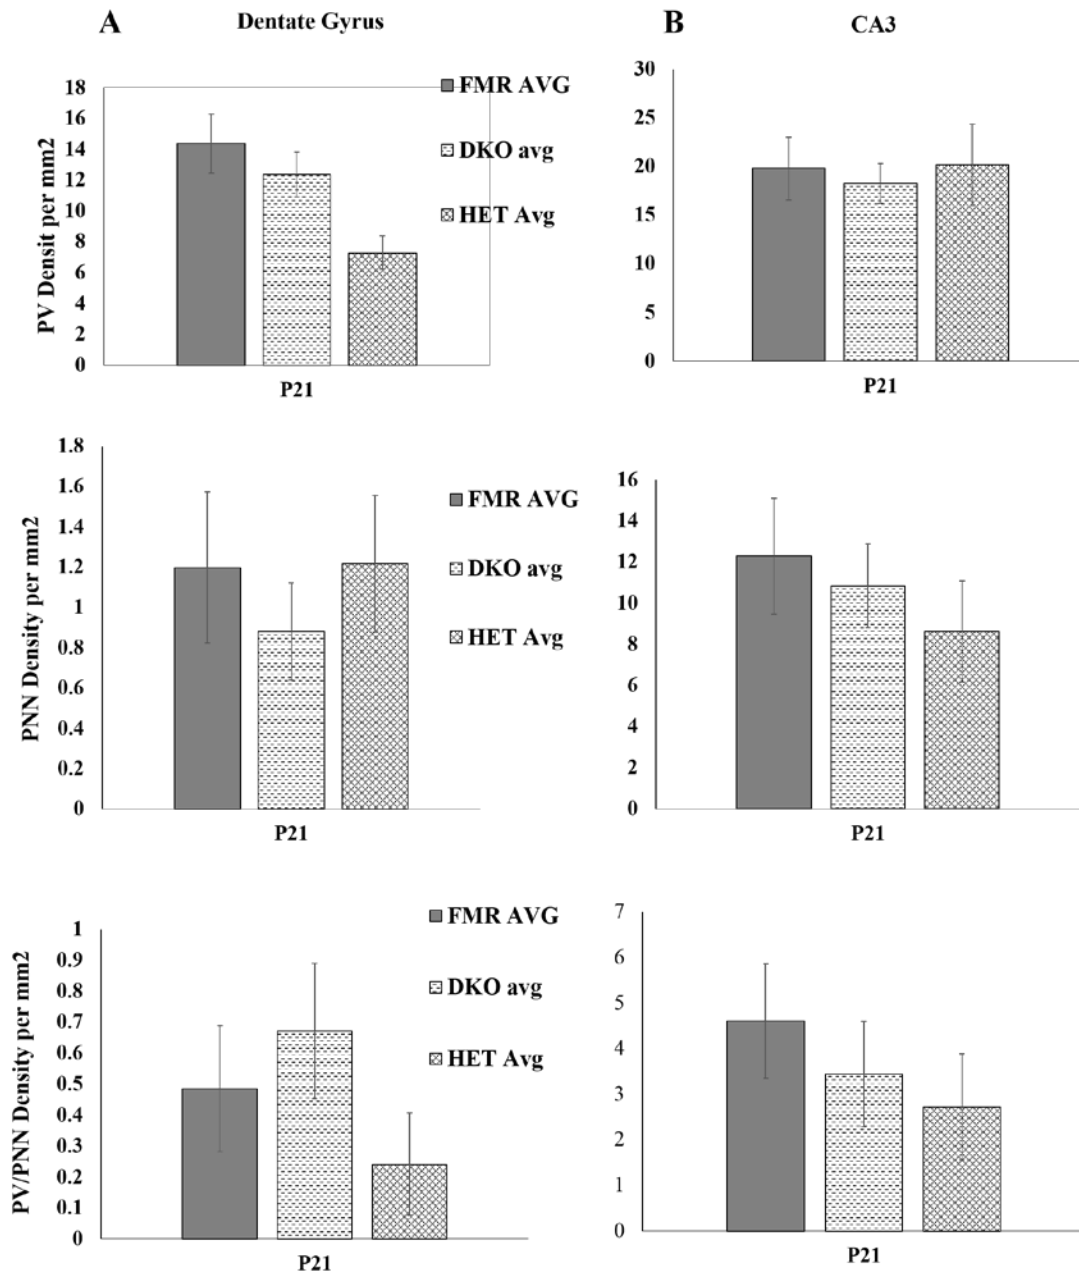 A
Dentate Gyrus
B
CA3
PV Densit per mm2
18
16
14
12
10
8
6
4
2
0
P21
FMR AVG
DKO avg
HET Avg
30
25
20
15
10
5
0
P21
PNN Density per mm2
1.8
1.6
1.4
1.2
1
0.8
0.6
0.4
0.2
0
P21
FMR AVG
DKO avg
HET Avg
16
14
12
10
8
6
4
2
0
P21
PV/PNN Density per mm2
1
0.9
0.8
0.7
0.6
0.5
0.4
0.3
0.2
0.1
0
P21
FMR AVG
DKO avg
HET Avg
7
6
5
4
3
2
1
0
P21